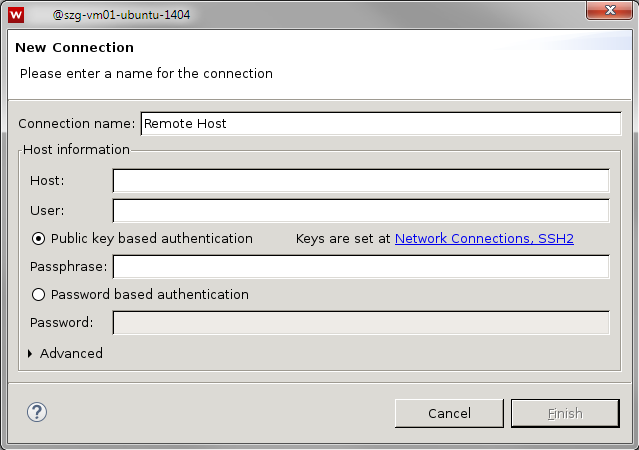 W @szg-vm01-ubuntu-1404
New Connection
Please enter a name for the connection
Connection name: Remote Host
Host information
Host:
User:
Public key based authentication Keys are set at Network Connections, SSH2
Passphrase:
Password based authentication
Password:
Advanced
? Cancel Finish